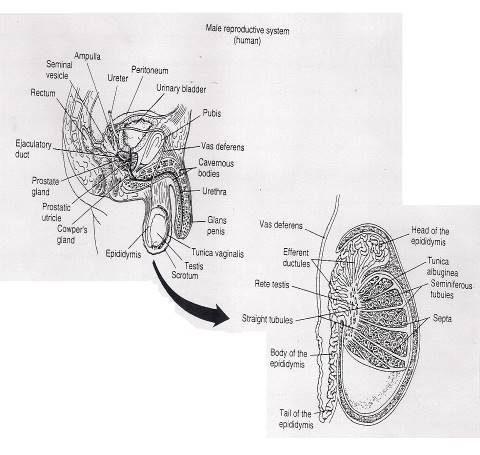 Male reproductive system
(human)
Ampulla
Seminal
vesicle
Ureter
Peritoneum
Urinary bladder
Rectum
Pubis
Ejaculatory
duct
Vas deferens
Cavernous
bodies
Prostate
gland
Urethra
Prostatic
utricle
Cowper's
gland
Glans
penis
Epididymis
Tunica vaginalis
Testis
Scrotum
Vas deferens
Head of the
epididymis
Efferent
ductules
Tunica
albuginea
Rete testis
Seminiferous
tubules
Straight tubules
Septa
Body of the
epididymis
Tail of the
epididymis